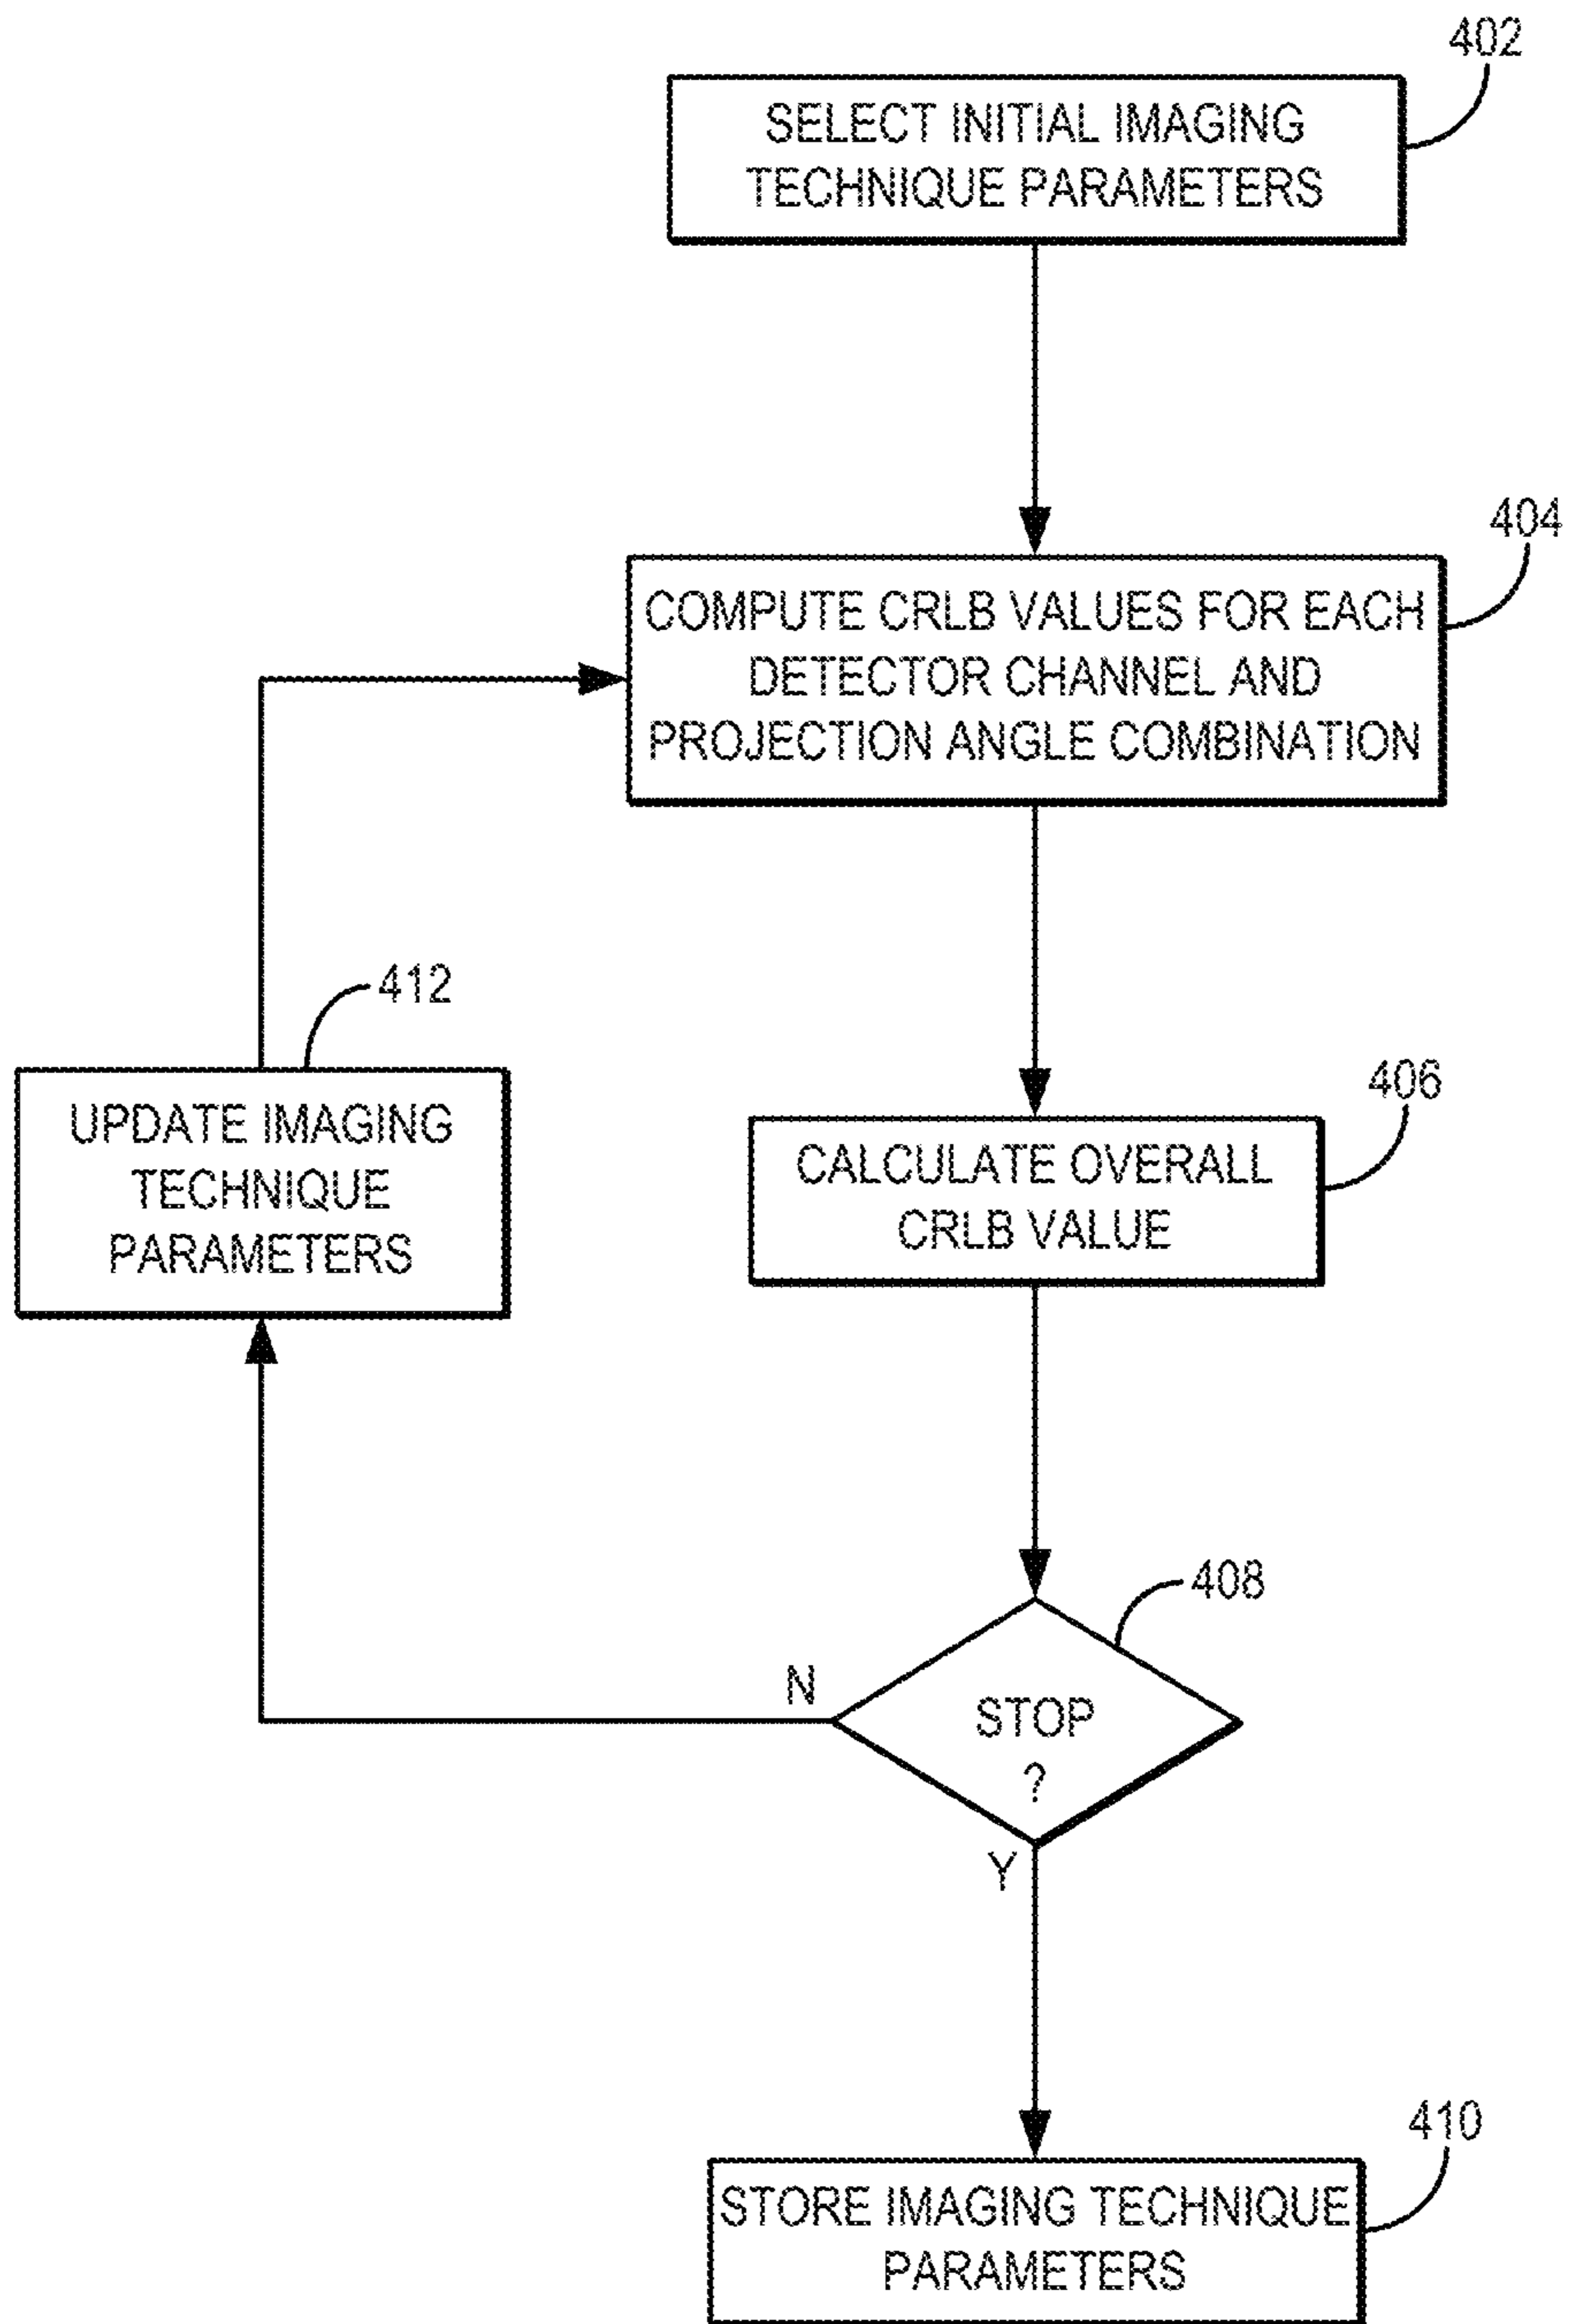 402
SELECT INITIAL IMAGING
TECHNIQUE PARAMETERS
404
COMPUTE CRLB VALUES FOR EACH
DETECTOR CHANNEL AND
PROJECTION ANGLE COMBINATION
412
UPDATE IMAGING
TECHNIQUE
PARAMETERS
406
CALCULATE OVERALL
CRLB VALUE
408
N
STOP
?
Y
410
STORE IMAGING TECHNIQUE
PARAMETERS